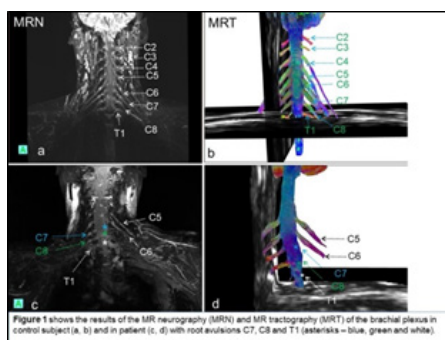 MRN
MRT
C2
C3
C4
C5
C6
C7
T1
C8
A
a
C2
C3
C4
C5
C6
C7
T1
C8
b
C5
C7
C8
C6
T1
A
c
C5
C6
C7
C8
T1
d
Figure 1 shows the results of the MR neurography (MRN) and MR tractography (MRT) of the brachial plexus in
control subject (a, b) and in patient (c, d) with root avulsions C7, C8 and T1 (asterisks – blue, green and white).